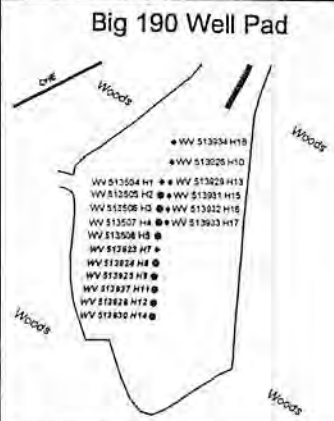 Big 190 Well Pad
Woods
Woods
WV 513934 H18
WV 513926 H10
WV 513504 H1
WV 513929 H13
WV 513505 H2
WV 513931 H15
WV 513506 H3
WV 513932 H16
WV 513507 H4
WV 513933 H17
WV 513508 H5
WV 513923 H7
WV 513924 H8
WV 513925 H9
WV 513927 H11
WV 513928 H12
WV 513930 H14
Woods
Woods